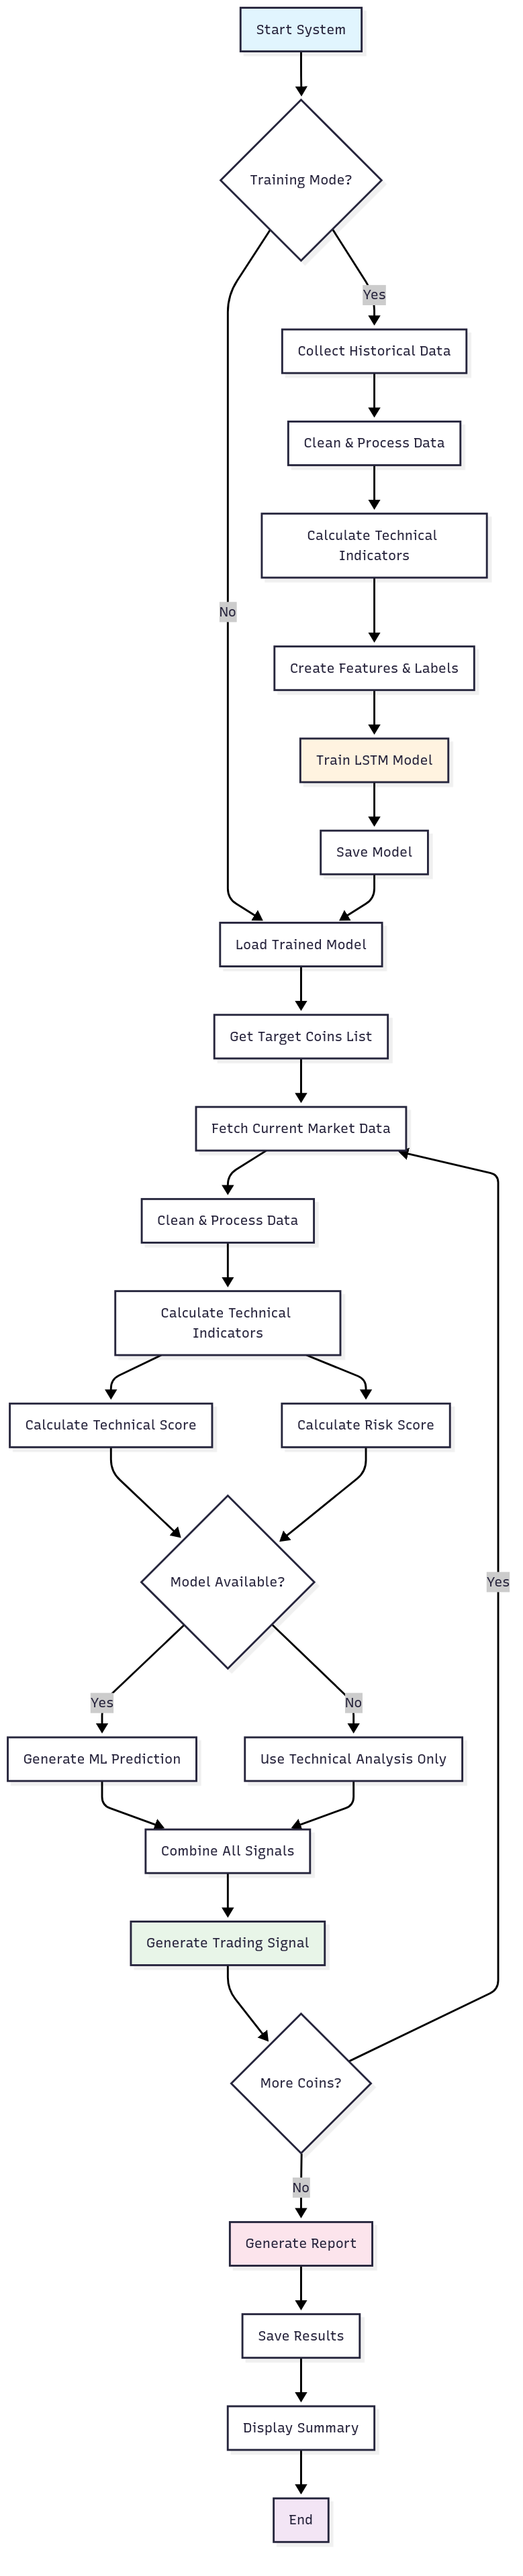 Start System
Training Mode?
Yes
Collect Historical Data
Clean & Process Data
Calculate Technical
Indicators
No
Create Features & Labels
Train LSTM Model
Save Model
Load Trained Model
Get Target Coins List
Fetch Current Market Data
Clean & Process Data
Calculate Technical
Indicators
Calculate Technical Score
Calculate Risk Score
Model Available?
Yes
Yes
No
Generate ML Prediction
Use Technical Analysis Only
Combine All Signals
Generate Trading Signal
More Coins?
No
Generate Report
Save Results
Display Summary
End